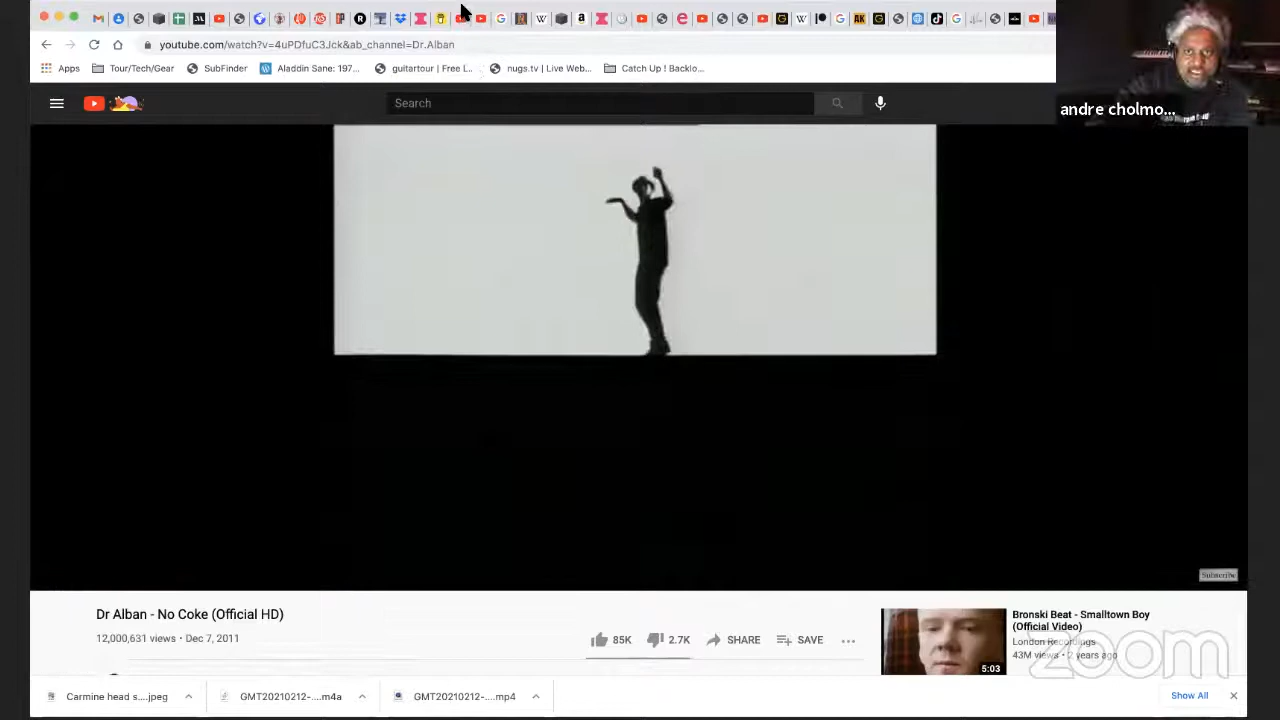 youtube.com/watch?v=4uPDfuC3Jck&ab_channel=Dr.Alban
Apps Tour/Tech/Gear SubFinder Aladdin Sane: 197... guitartour | Free L... nugs.tv | Live Web... Catch Up ! Backlo...
andre cholmo...
Search
Subscribe
Dr Alban - No Coke (Official HD)
12,000,631 views • Dec 7, 2011
85K 2.7K SHARE SAVE
Bronski Beat - Smalltown Boy
(Official Video)
London Recordings
43M views • 2 years ago
5:03
zoom
Carmine head s....jpeg GMT20210212-....m4a GMT20210212-....mp4 Show All